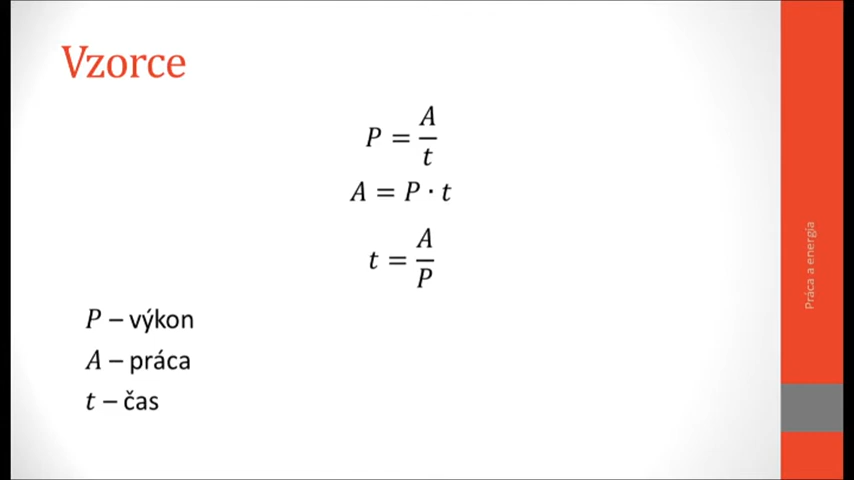 Vzorce
P = A/t
A = P · t
t = A/P
P – výkon
A – práca
t – čas
Práca a energia